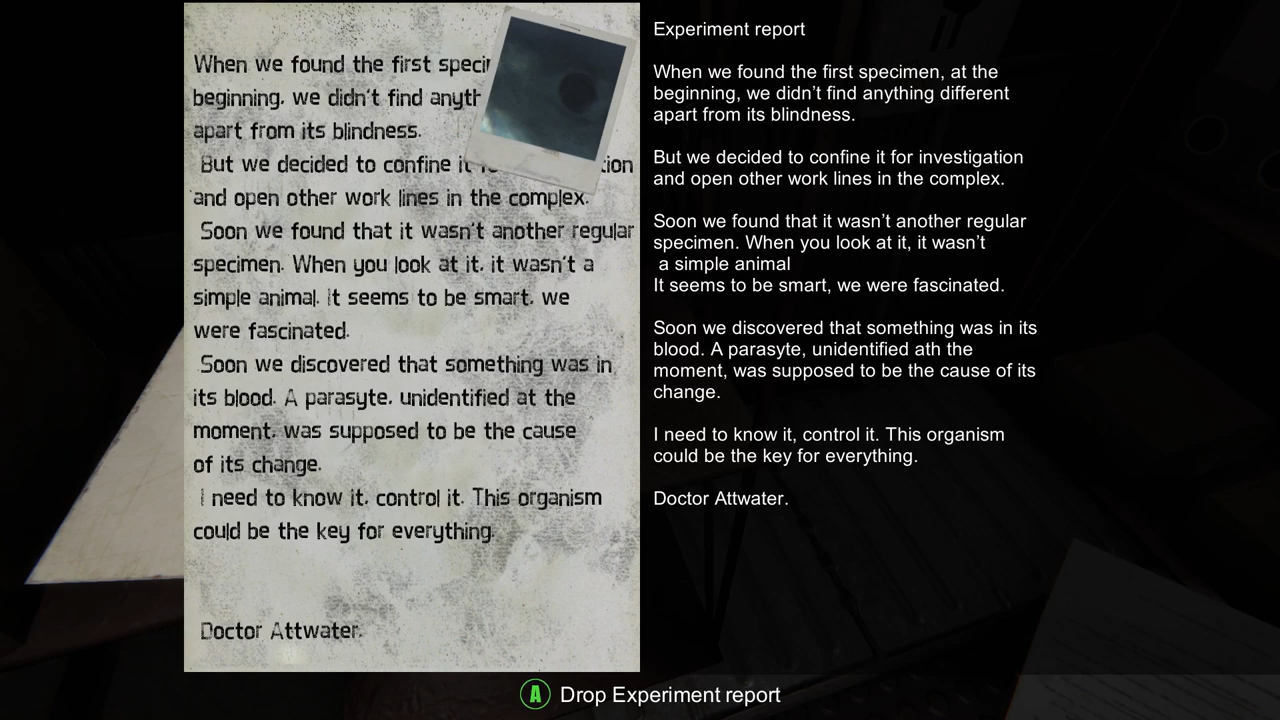 When we found the first speci
beginning, we didn't find anyth
apart from its blindness.
But we decided to confine it tion
and open other work lines in the complex.
Soon we found that it wasn't another regular
specimen. When you look at it, it wasn't a
simple animal. it seems to be smart, we
were fascinated.
Soon we discovered that something was in
its blood. A parasyte, unidentified at the
moment, was supposed to be the cause
of its change.
I need to know it, control it. This organism
could be the key for everything.
Doctor Attwater.
Experiment report
When we found the first specimen, at the
beginning, we didn't find anything different
apart from its blindness.
But we decided to confine it for investigation
and open other work lines in the complex.
Soon we found that it wasn't another regular
specimen. When you look at it, it wasn't
a simple animal
It seems to be smart, we were fascinated.
Soon we discovered that something was in its
blood. A parasyte, unidentified ath the
moment, was supposed to be the cause of its
change.
I need to know it, control it. This organism
could be the key for everything.
Doctor Attwater.
A Drop Experiment report